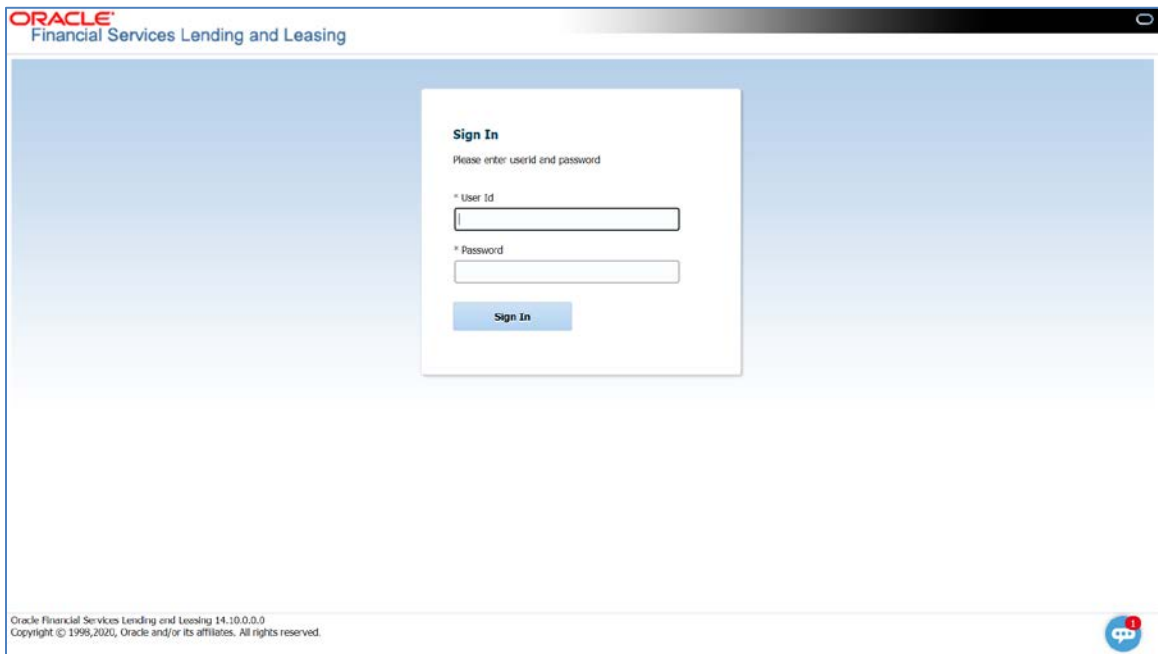 ORACLE®
Financial Services Lending and Leasing
Sign In
Please enter userid and password
* User Id
* Password
Sign In
Oracle Financial Services Lending and Leasing 14.10.0.0.0
Copyright © 1998,2020, Oracle and/or its affiliates. All rights reserved.
1